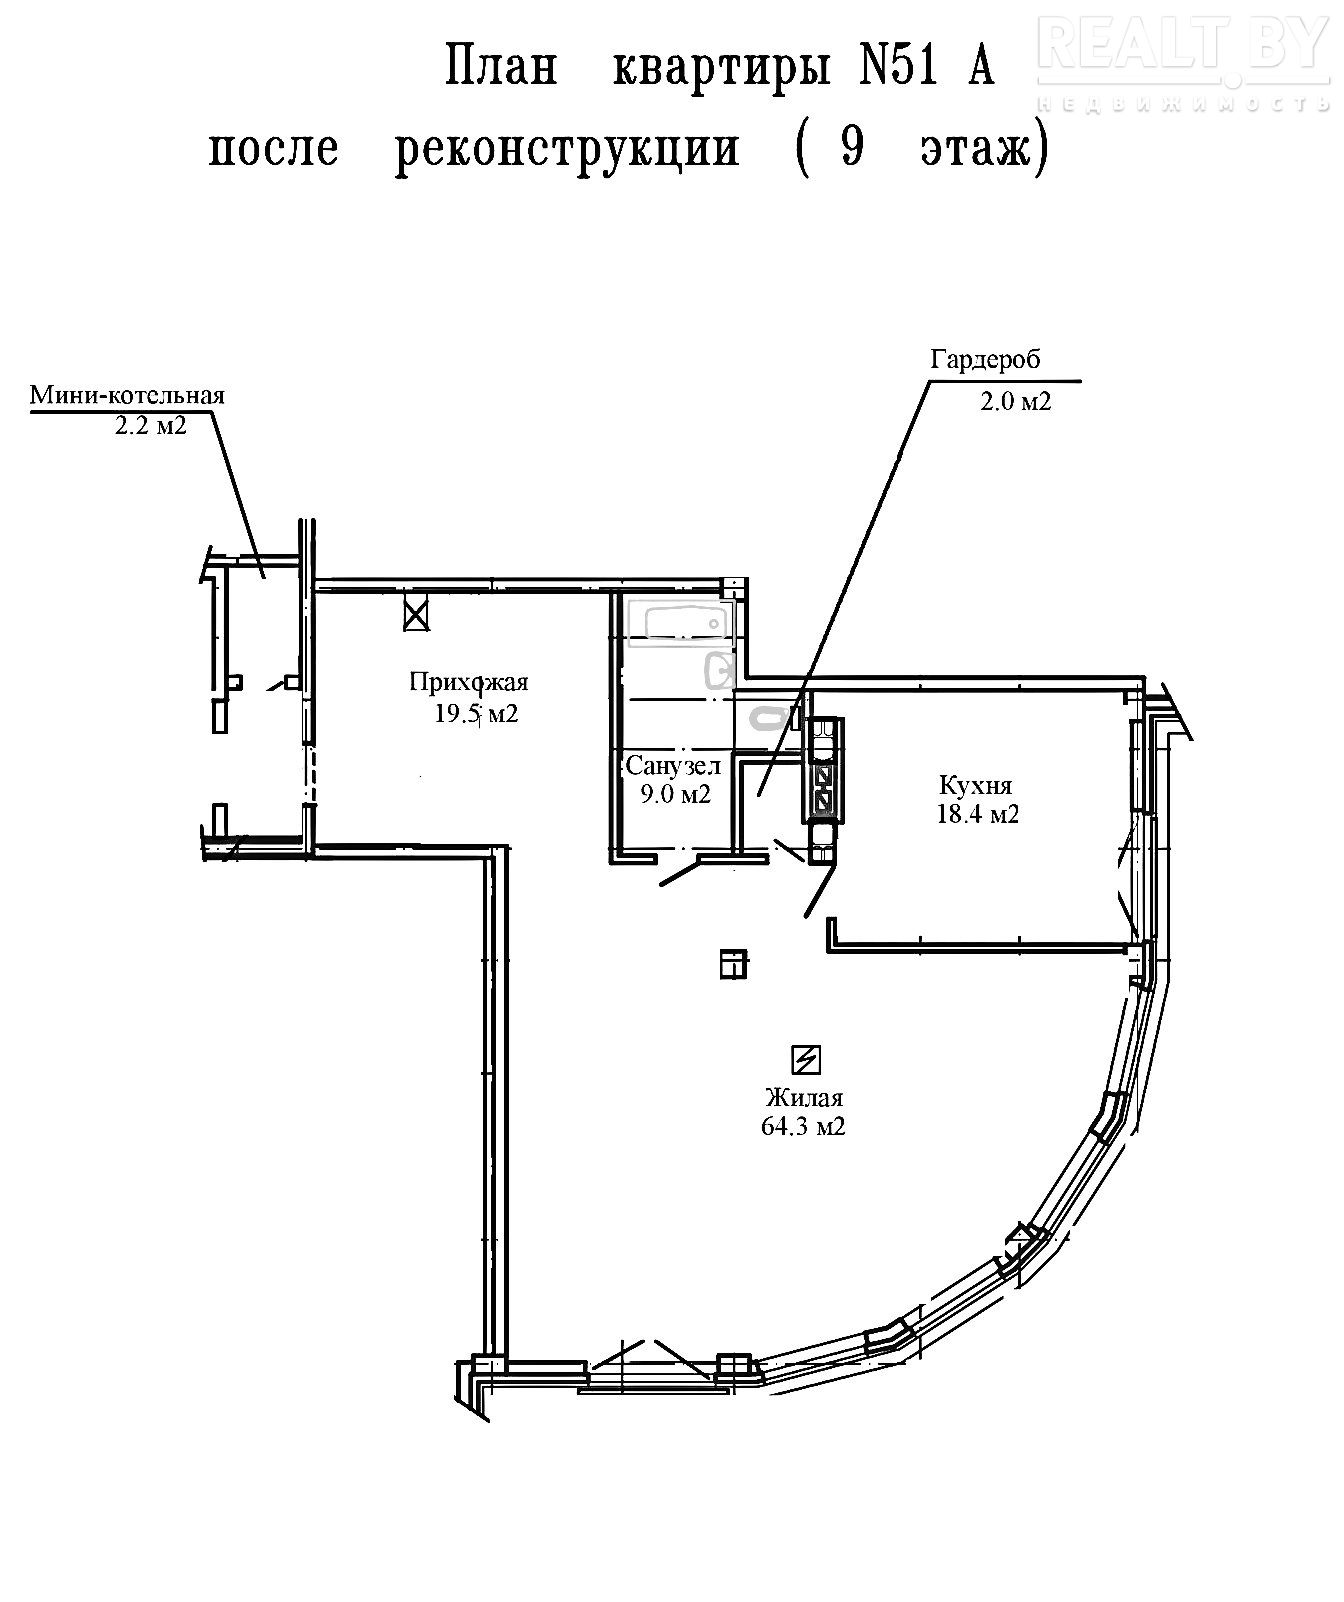 REALT.BY
НЕДВИЖИМОСТЬ
План квартиры N51 А
после реконструкции ( 9 этаж)
Гардероб
2.0 м2
Мини-котельная
2.2 м2
Прихожая
19.5 м2
Санузел
9.0 м2
Кухня
18.4 м2
Жилая
64.3 м2